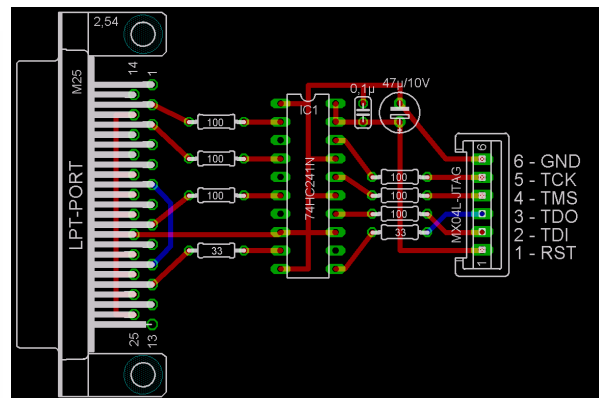 2,54
M25
14
1
LPT-PORT
25
13
100
100
100
33
IC1
74HC241N
0,1µ
47µ/10V
100
100
100
33
MX04L-JTAG
6
1
6 - GND
5 - TCK
4 - TMS
3 - TDO
2 - TDI
1 - RST